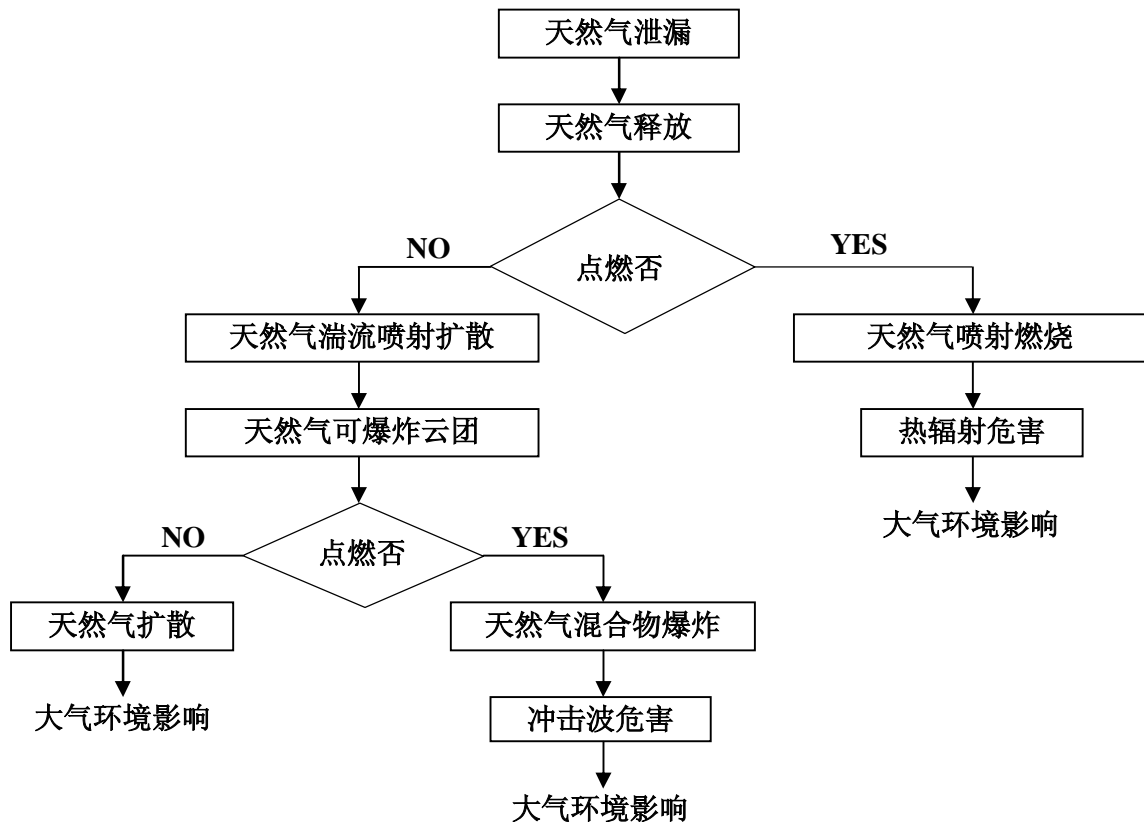 天然气泄漏
天然气释放
点燃否
NO
YES
天然气湍流喷射扩散
天然气喷射燃烧
天然气可爆炸云团
热辐射危害
大气环境影响
点燃否
NO
YES
天然气扩散
天然气混合物爆炸
大气环境影响
冲击波危害
大气环境影响